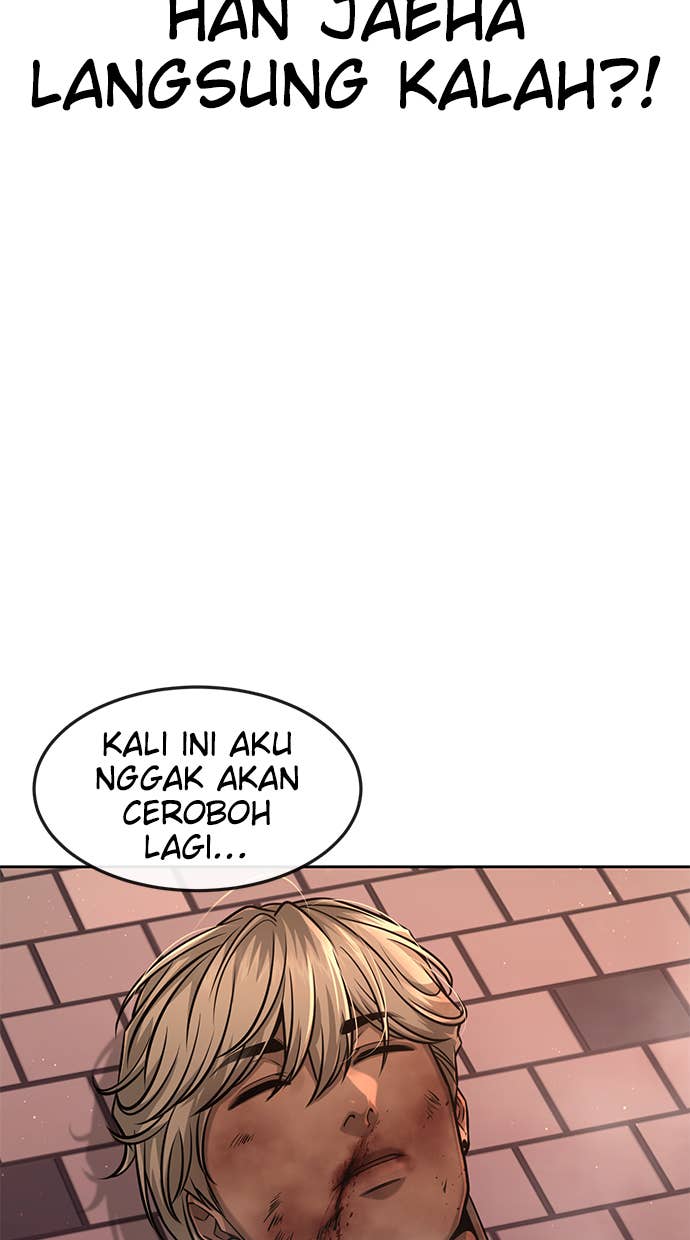 HAN JAEHA
LANGSUNG KALAH?!
KALI INI AKU
NGGAK AKAN
CEROBOH
LAGI...